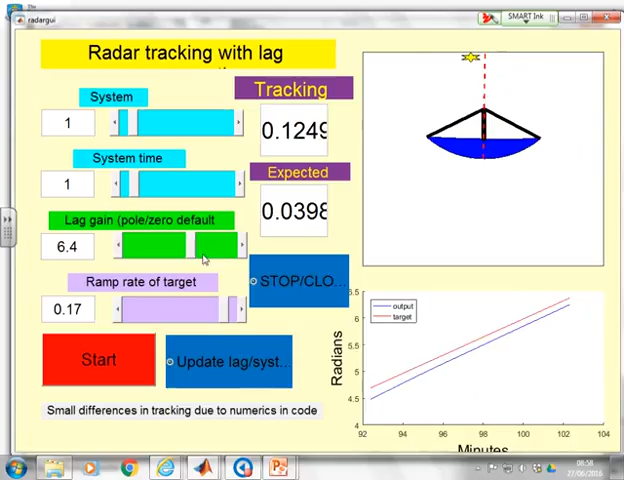 radargui
SMART Ink
Radar tracking with lag
System
1
System time
1
Lag gain (pole/zero default
6.4
Ramp rate of target
0.17
Start
Update lag/syst...
Small differences in tracking due to numerics in code
Tracking
0.1249
Expected
0.0398
STOP/CLO...
output
target
Radians
6.5
6
5.5
5
4.5
4
92
94
96
98
100
102
104
Minutes
08:58
27/06/2016